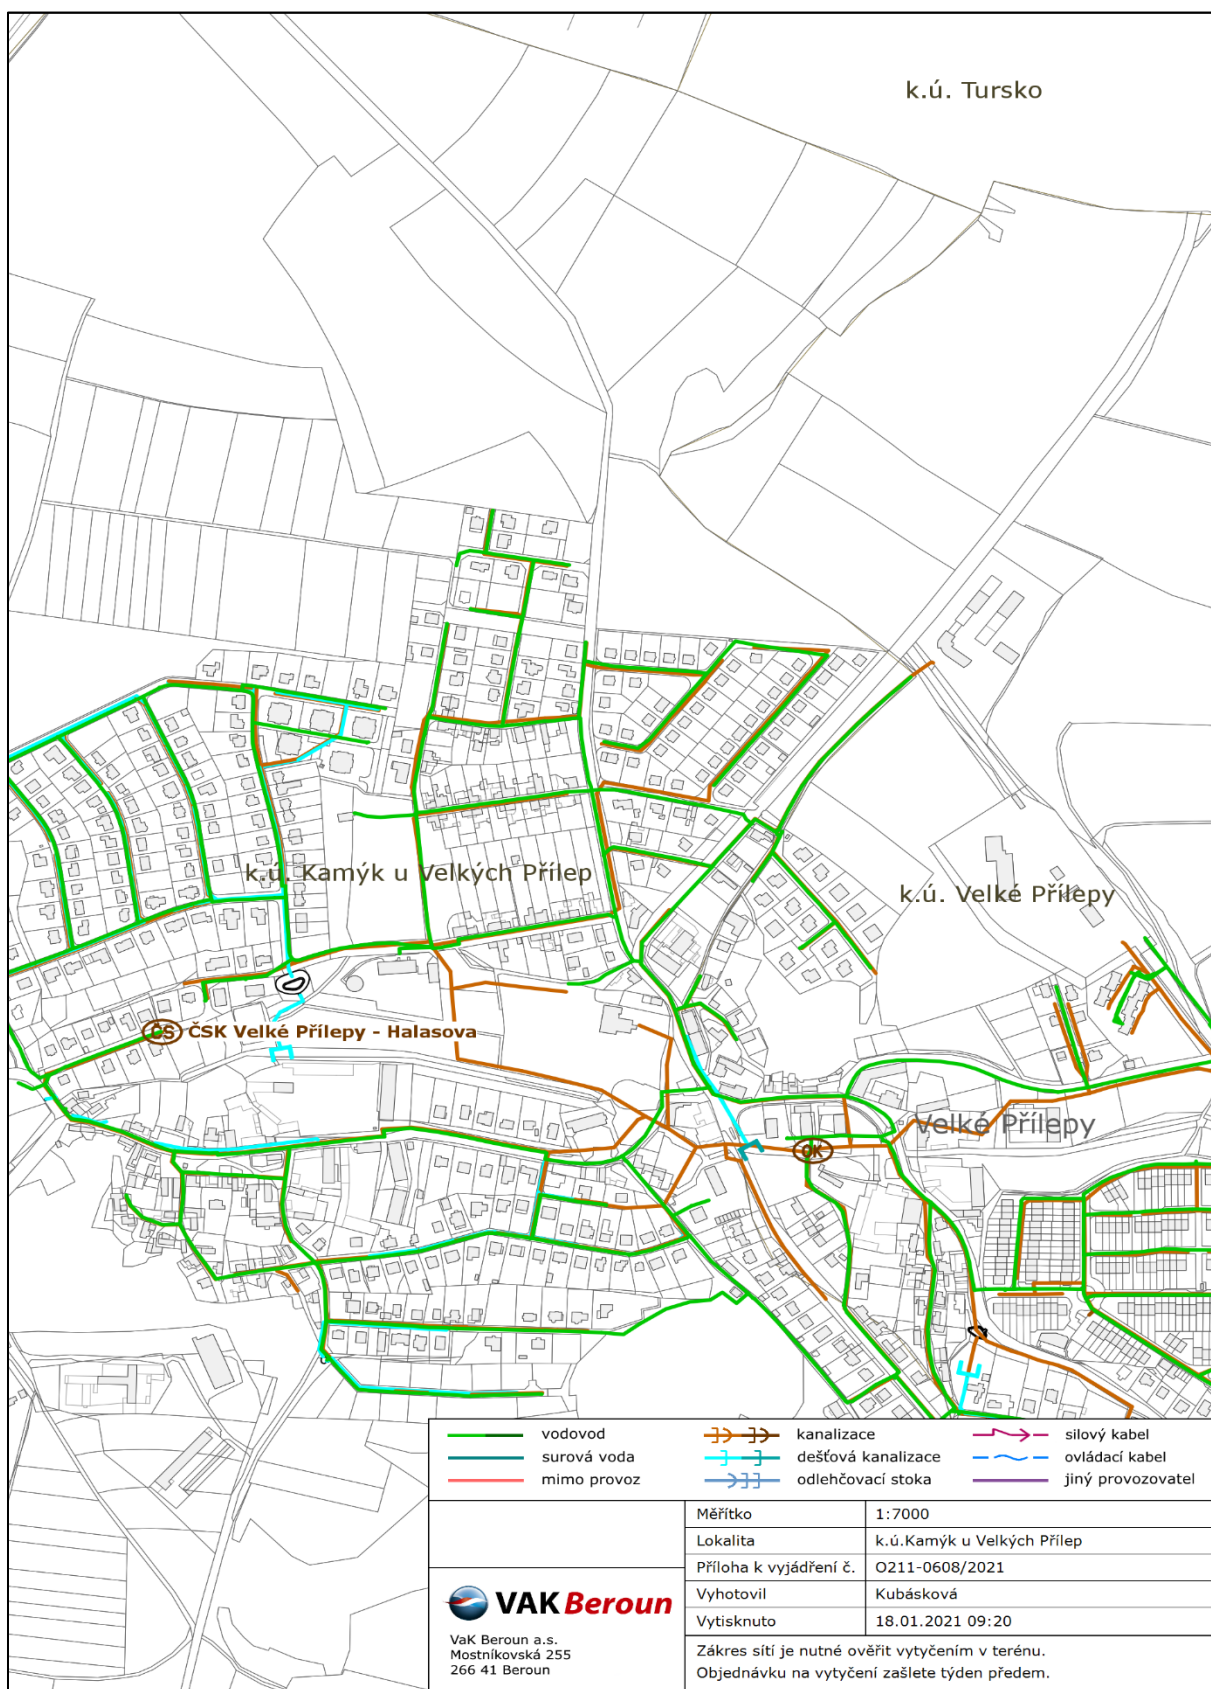 k.ú. Tursko
k.ú. Kamýk u Velkých Přílep
k.ú. Velké Přílepy
ČS ČSK Velké Přílepy - Halasova
Velké Přílepy
OK
vodovod
surová voda
mimo provoz
kanalizace
dešťová kanalizace
odlehčovací stoka
silový kabel
ovládací kabel
jiný provozovatel
Měřítko 1:7000
Lokalita k.ú.Kamýk u Velkých Přílep
Příloha k vyjádření č. O211-0608/2021
Vyhotovil Kubásková
Vytisknuto 18.01.2021 09:20
VAK Beroun
VaK Beroun a.s.
Mostníkovská 255
266 41 Beroun
Zákres sítí je nutné ověřit vytyčením v terénu.
Objednávku na vytyčení zašlete týden předem.